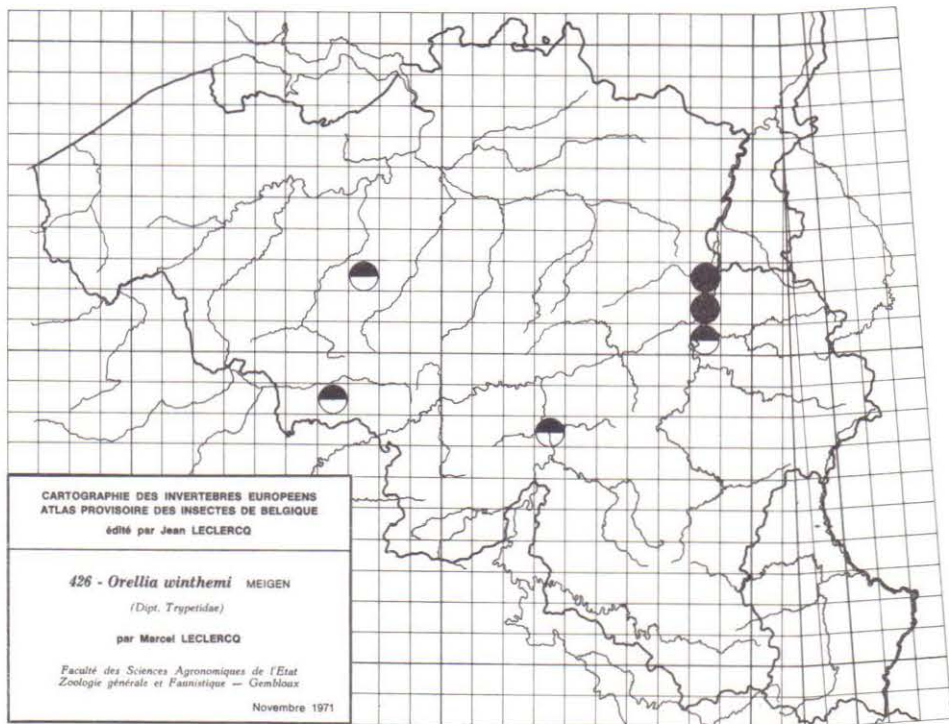 CARTOGRAPHIE DES INVERTEBRES EUROPEENS
ATLAS PROVISOIRE DES INSECTES DE BELGIQUE
édité par Jean LECLERCQ
426 - Orellia winthemi MEIGEN
(Dipt. Trypetidae)
par Marcel LECLERCQ
Faculté des Sciences Agronomiques de l'Etat
Zoologie générale et Faunistique — Gembloux
Novembre 1971